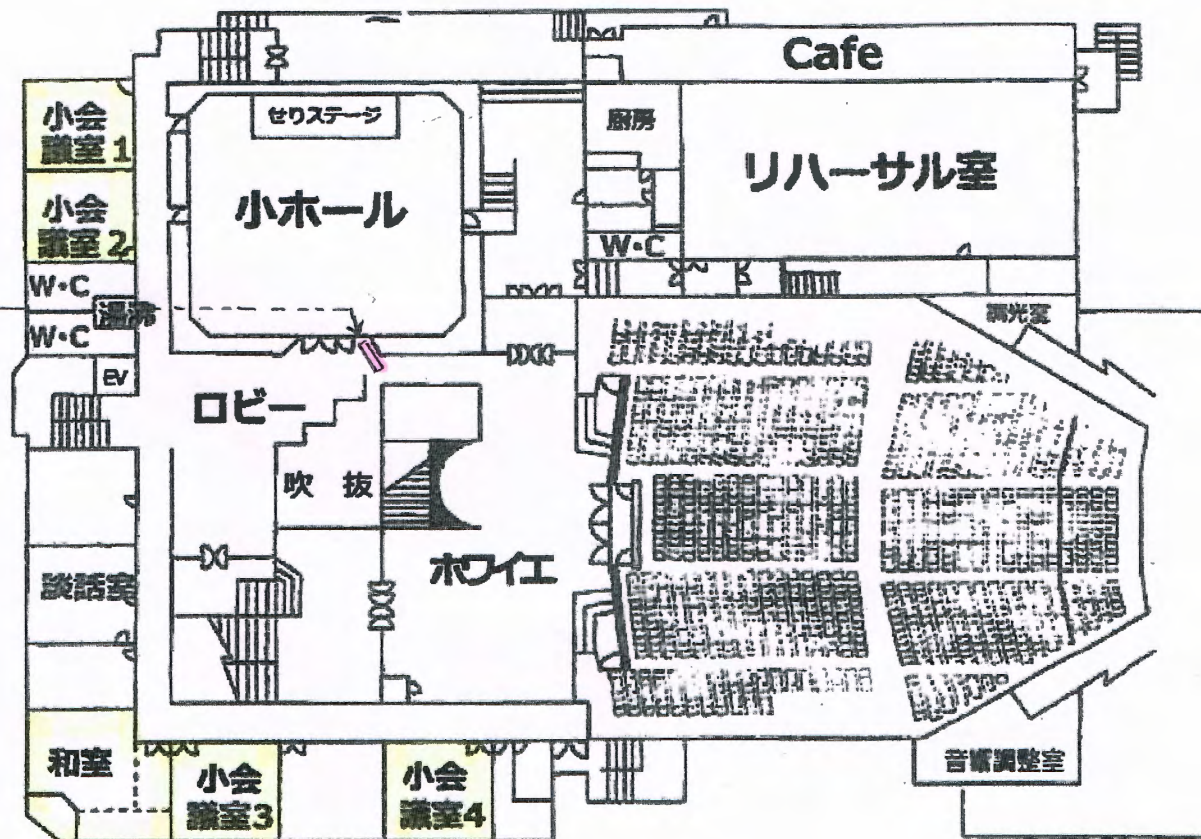 Cafe
小会
議室1
せりステージ
厨房
リハーサル室
小ホール
小会
議室2
W·C
W·C
湯沸
調光室
W·C
EV
ロビー
吹 抜
ホワイエ
談話室
和室
小会
議室3
小会
議室4
音響調整室